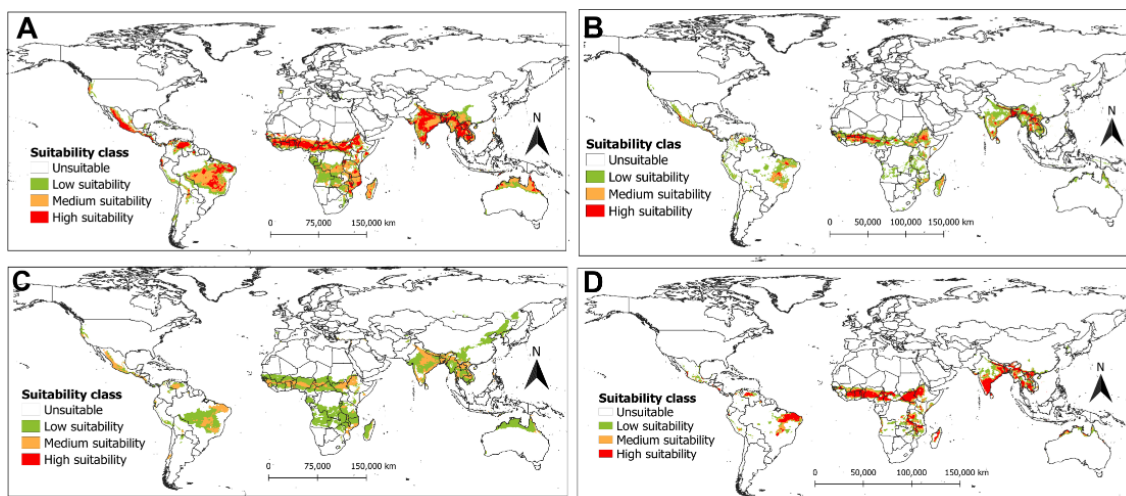 A
N
Suitability class
Unsuitable
Low suitability
Medium suitability
High suitability
0 75,000 150,000 km
B
N
Suitability clas
Unsuitable
Low suitability
Medium suitability
High suitability
0 50,000 100,000 150,000 km
C
N
Suitability class
Unsuitable
Low suitability
Medium suitability
High suitability
0 75,000 150,000 km
D
N
Suitability class
Unsuitable
Low suitability
Medium suitability
High suitability
0 50,000 100,000 150,000 km